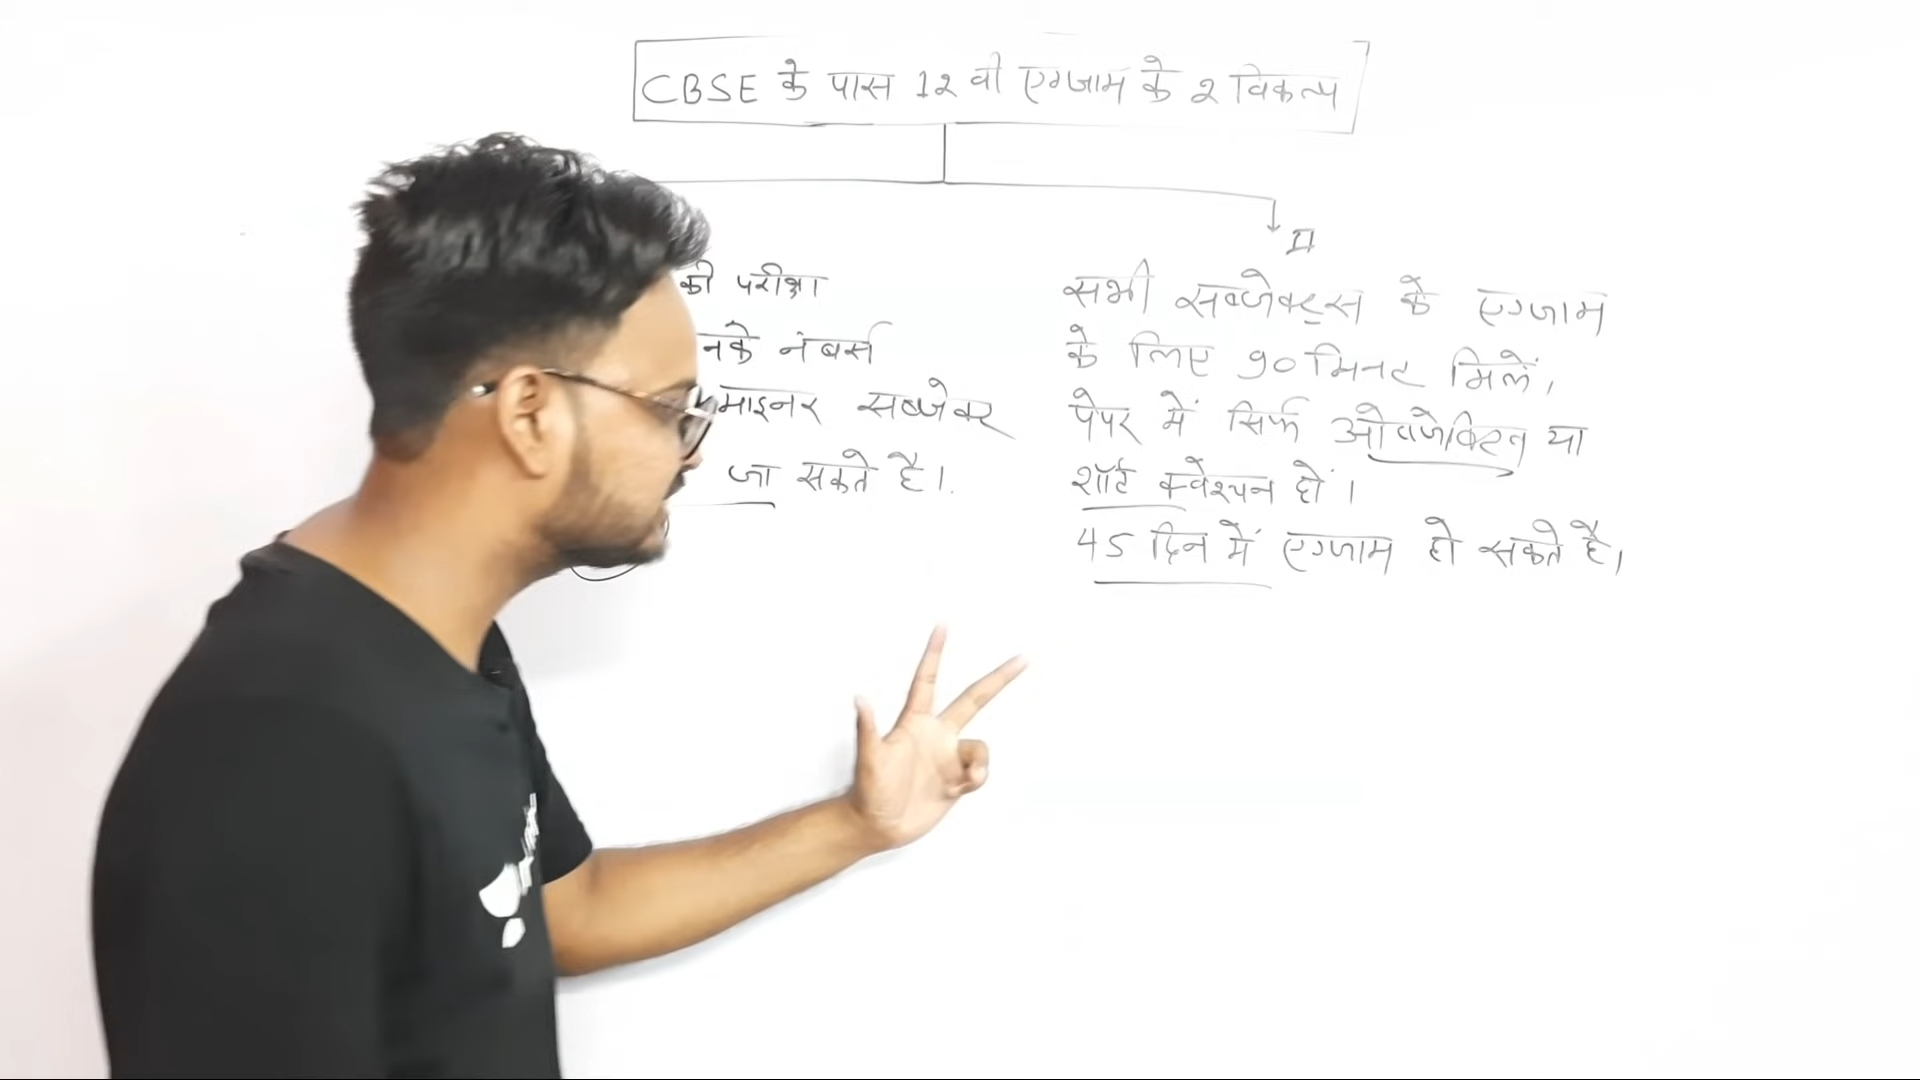 CBSE के पास 12 वी एग्जाम के 2 विकल्प
की परीक्षा
नके नंबर्स
माइनर सब्जेक्ट
जा सकते है।
II
सभी सब्जेक्ट्स के एग्जाम
के लिए 90 मिनट मिलें,
पेपर में सिर्फ ओबजेक्टिव या
शॉर्ट क्वेश्चन हों।
45 दिन में एग्जाम हो सकते है।